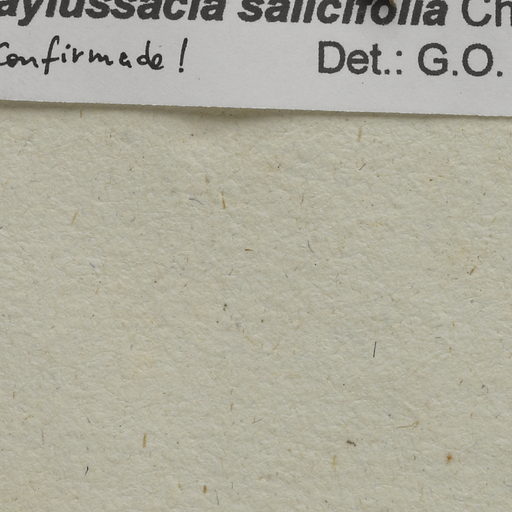 aylussacia salicifolia Ch
Confirmade! Det.: G.O.